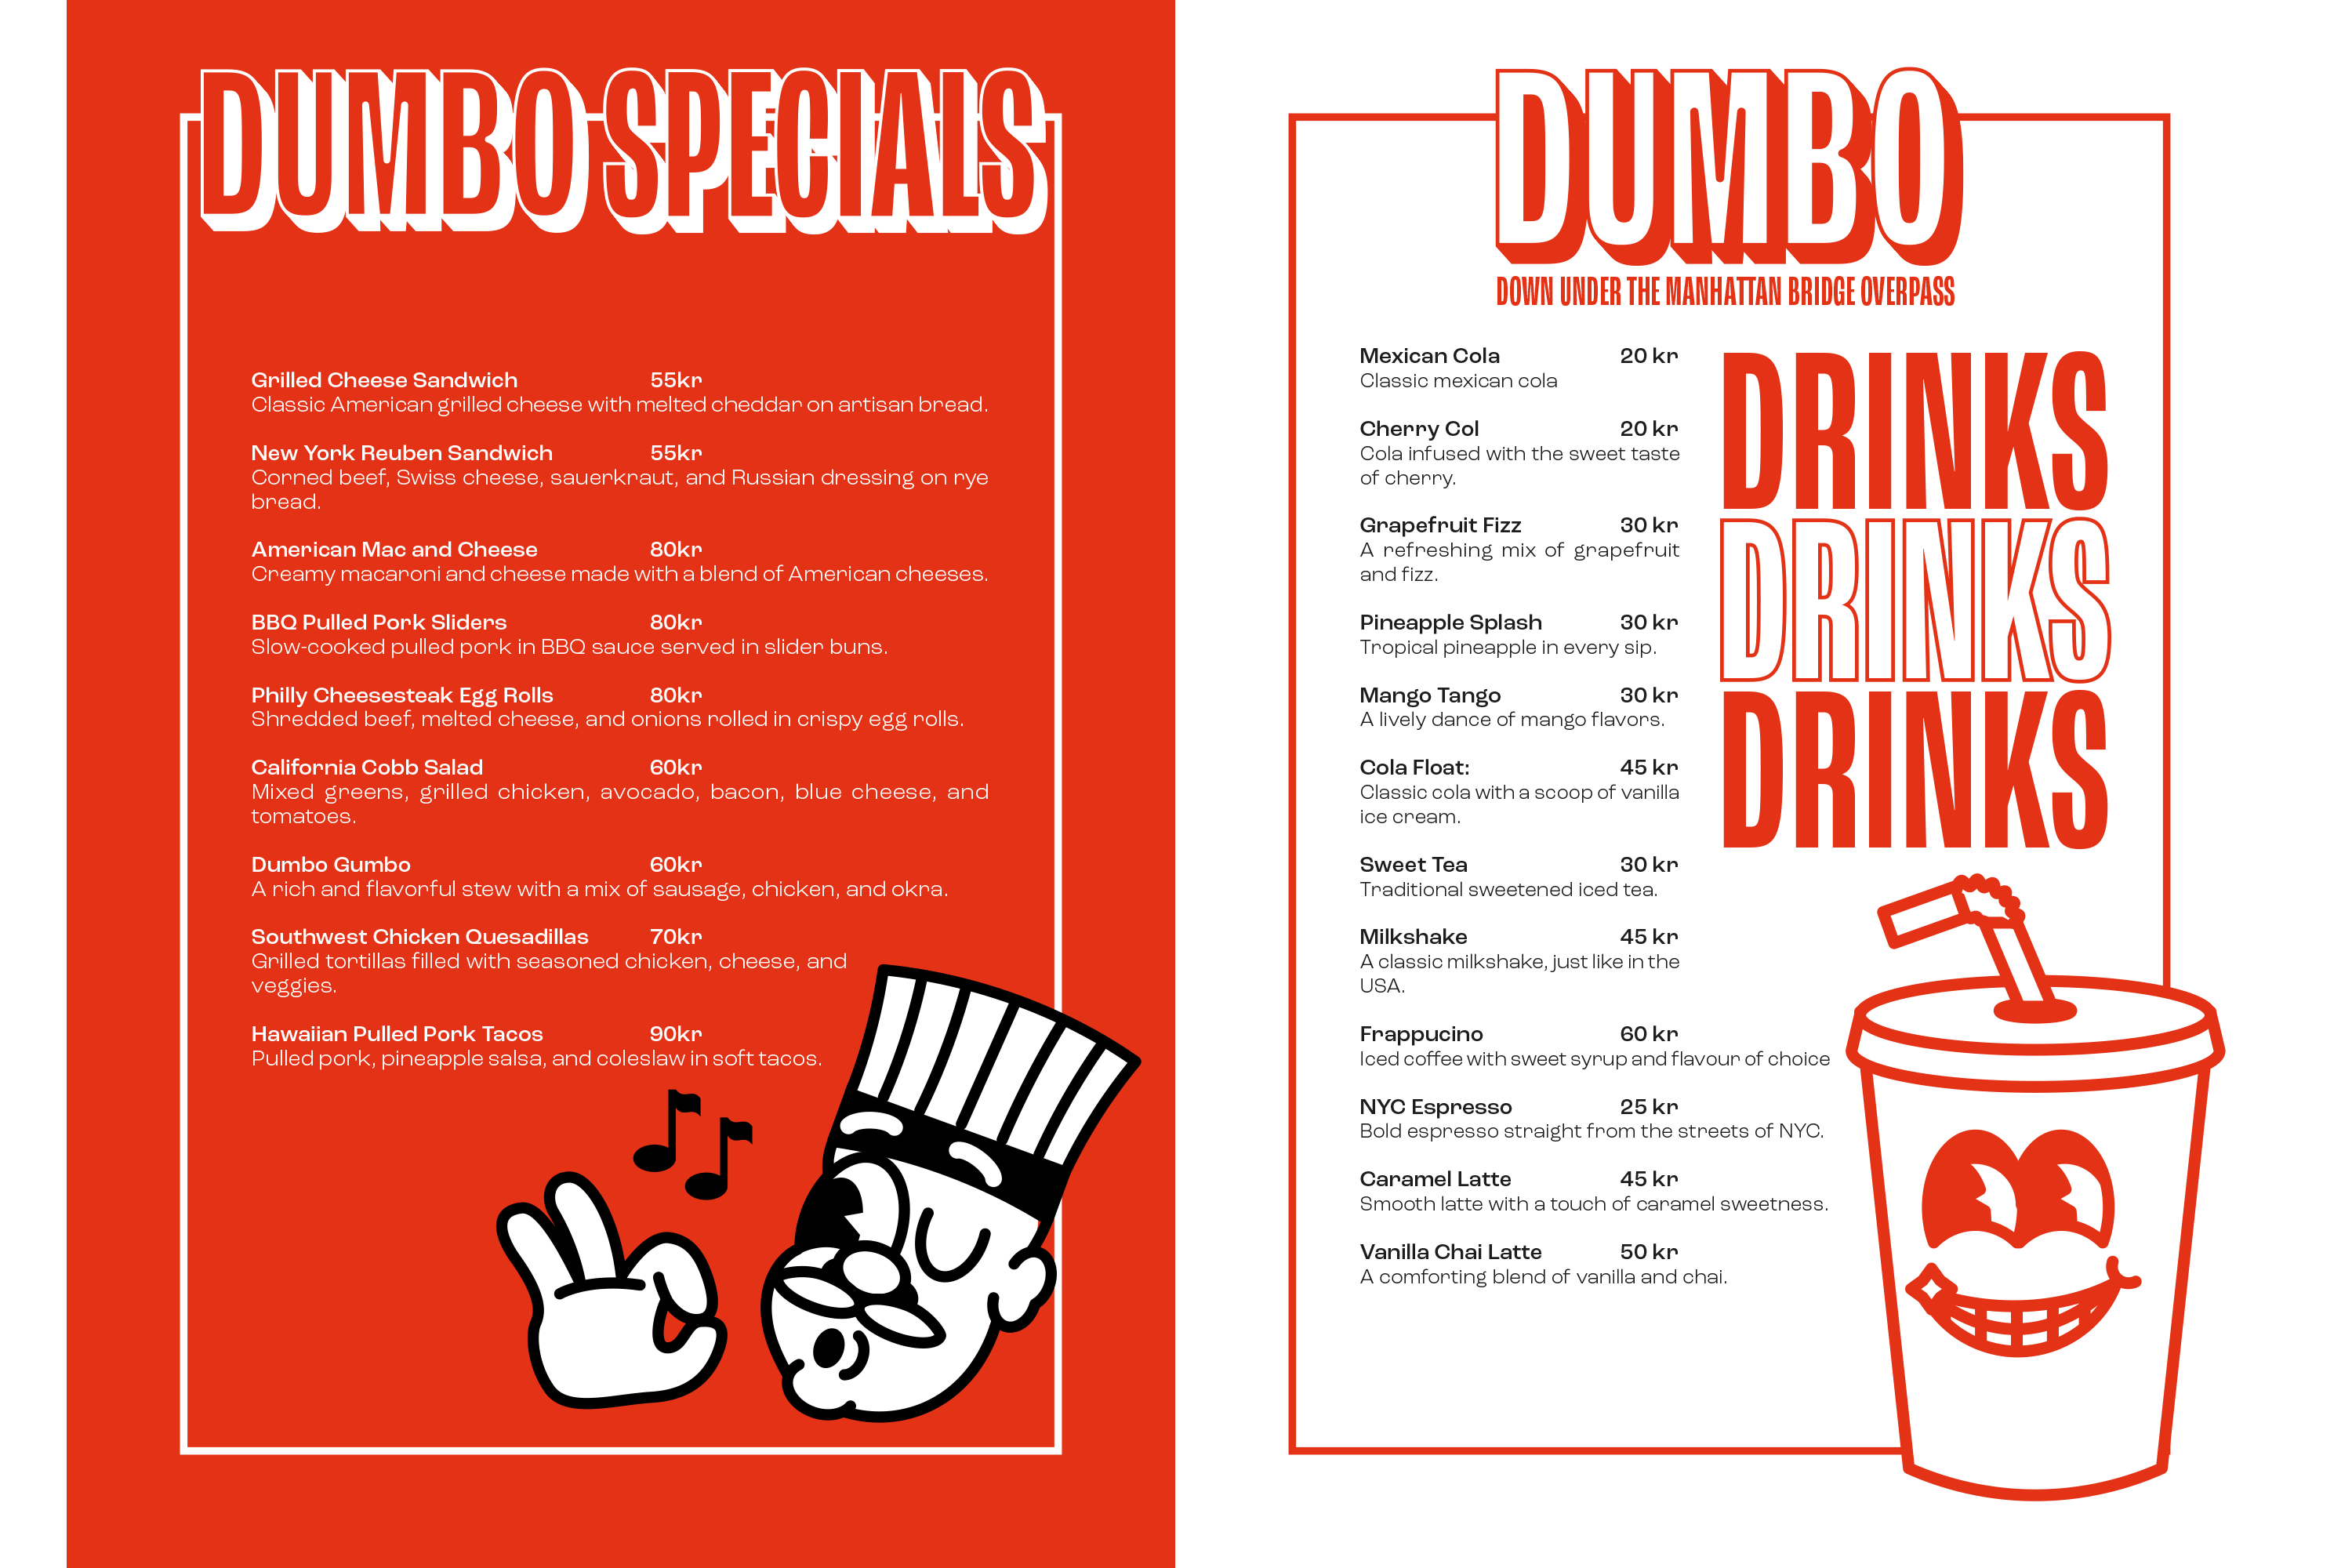 DUMBO SPECIALS
Grilled Cheese Sandwich 55kr
Classic American grilled cheese with melted cheddar on artisan bread.
New York Reuben Sandwich 55kr
Corned beef, Swiss cheese, sauerkraut, and Russian dressing on rye
bread.
American Mac and Cheese 80kr
Creamy macaroni and cheese made with a blend of American cheeses.
BBQ Pulled Pork Sliders 80kr
Slow-cooked pulled pork in BBQ sauce served in slider buns.
Philly Cheesesteak Egg Rolls 80kr
Shredded beef, melted cheese, and onions rolled in crispy egg rolls.
California Cobb Salad 60kr
Mixed greens, grilled chicken, avocado, bacon, blue cheese, and
tomatoes.
Dumbo Gumbo 60kr
A rich and flavorful stew with a mix of sausage, chicken, and okra.
Southwest Chicken Quesadillas 70kr
Grilled tortillas filled with seasoned chicken, cheese, and
veggies.
Hawaiian Pulled Pork Tacos 90kr
Pulled pork, pineapple salsa, and coleslaw in soft tacos.
DUMBO
DOWN UNDER THE MANHATTAN BRIDGE OVERPASS
Mexican Cola 20 kr
Classic mexican cola
Cherry Col 20 kr
Cola infused with the sweet taste
of cherry.
Grapefruit Fizz 30 kr
A refreshing mix of grapefruit
and fizz.
Pineapple Splash 30 kr
Tropical pineapple in every sip.
Mango Tango 30 kr
A lively dance of mango flavors.
Cola Float: 45 kr
Classic cola with a scoop of vanilla
ice cream.
Sweet Tea 30 kr
Traditional sweetened iced tea.
Milkshake 45 kr
A classic milkshake, just like in the
USA.
Frappucino 60 kr
Iced coffee with sweet syrup and flavour of choice
NYC Espresso 25 kr
Bold espresso straight from the streets of NYC.
Caramel Latte 45 kr
Smooth latte with a touch of caramel sweetness.
Vanilla Chai Latte 50 kr
A comforting blend of vanilla and chai.
DRINKS
DRINKS
DRINKS